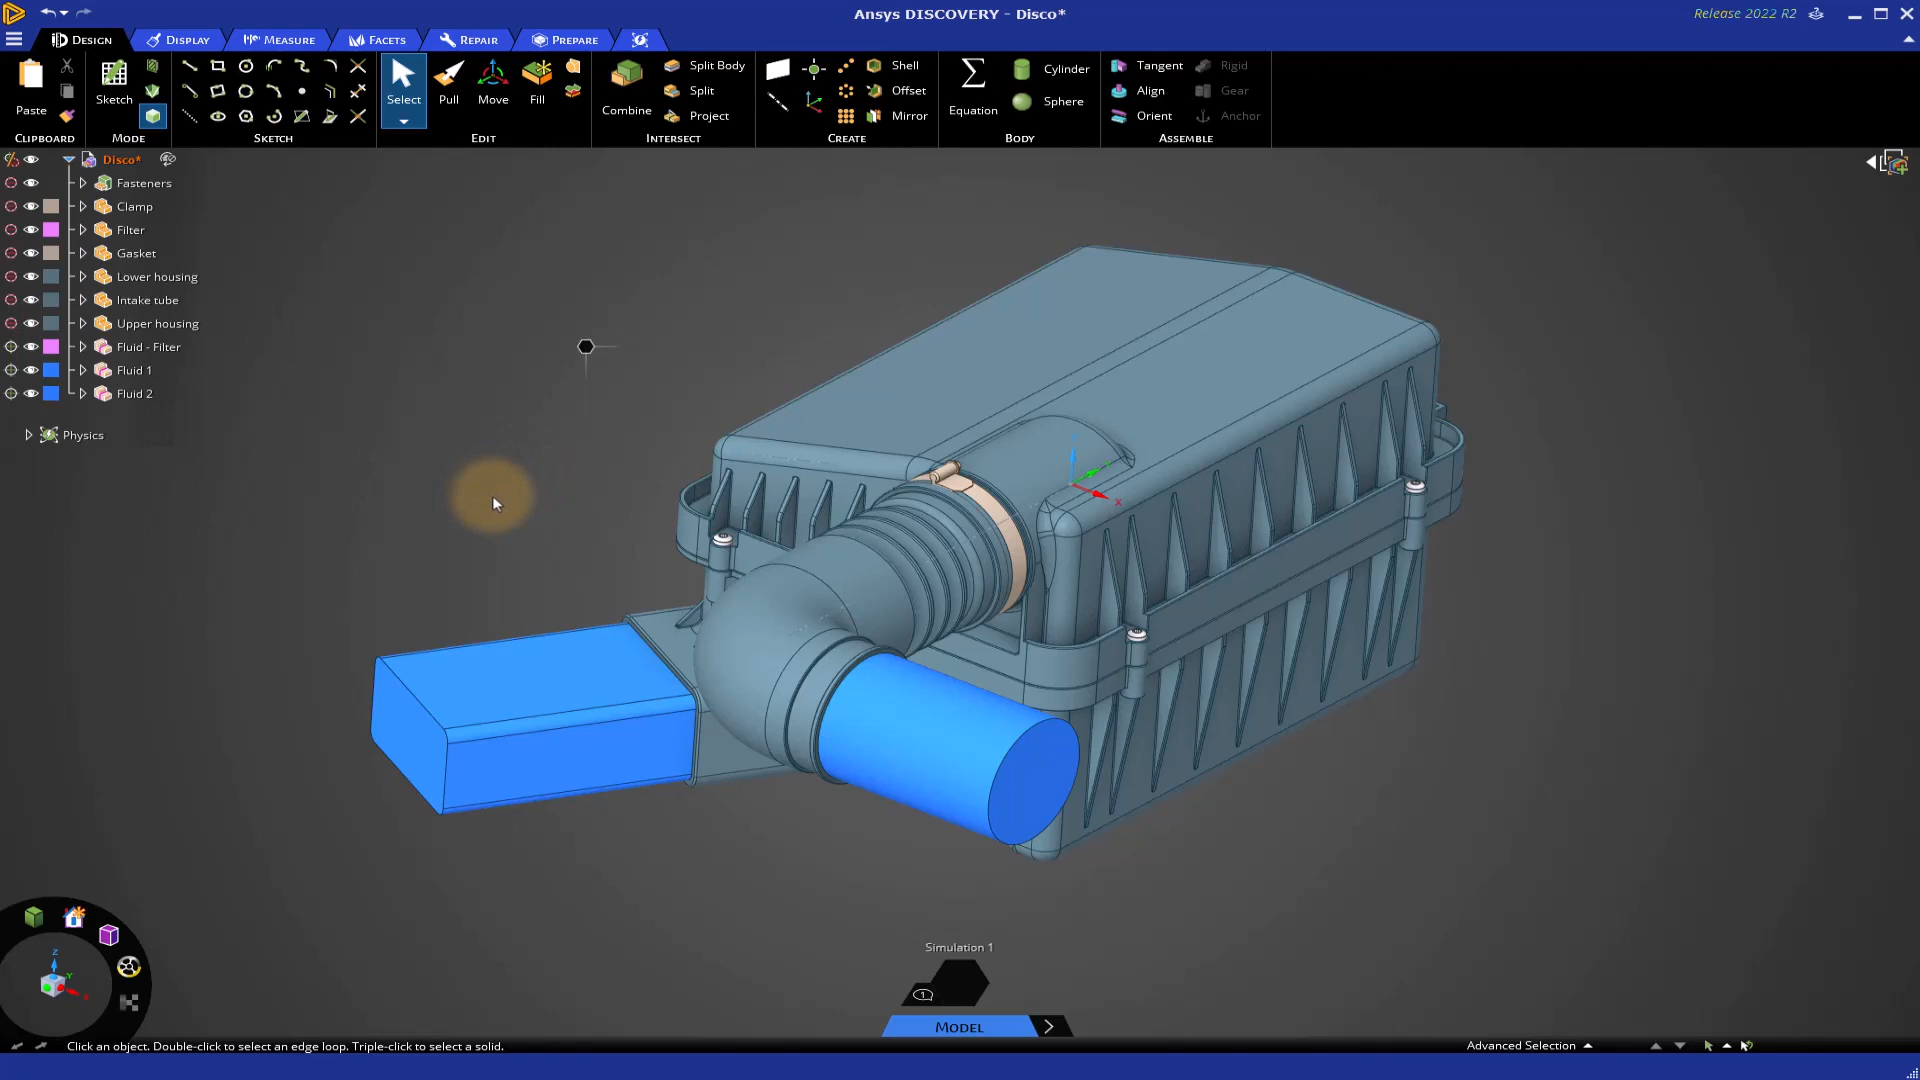 Ansys DISCOVERY - Disco*
Release 2022 R2
DESIGN
DISPLAY
MEASURE
FACETS
REPAIR
PREPARE
Paste
CLIPBOARD
Sketch
MODE
SKETCH
Select
Pull
Move
Fill
EDIT
Combine
Split Body
Split
Project
INTERSECT
Shell
Offset
Mirror
CREATE
Equation
Cylinder
Sphere
BODY
Tangent
Align
Orient
Rigid
Gear
Anchor
ASSEMBLE
Disco*
Fasteners
Clamp
Filter
Gasket
Lower housing
Intake tube
Upper housing
Fluid - Filter
Fluid 1
Fluid 2
Physics
X
Z
Y
X
Simulation 1
1
MODEL
Click an object. Double-click to select an edge loop. Triple-click to select a solid.
Advanced Selection